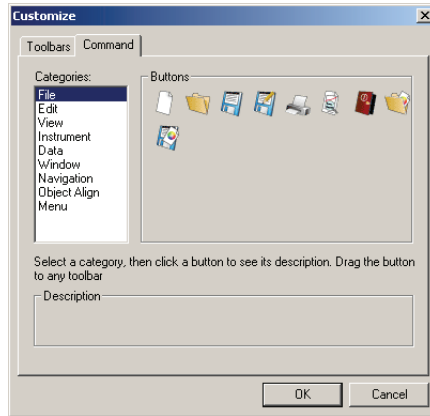 Customize
Toolbars Command
Categories:
Buttons
File
Edit
View
Instrument
Data
Window
Navigation
Object Align
Menu
Select a category, then click a button to see its description. Drag the button
to any toolbar
Description
OK Cancel